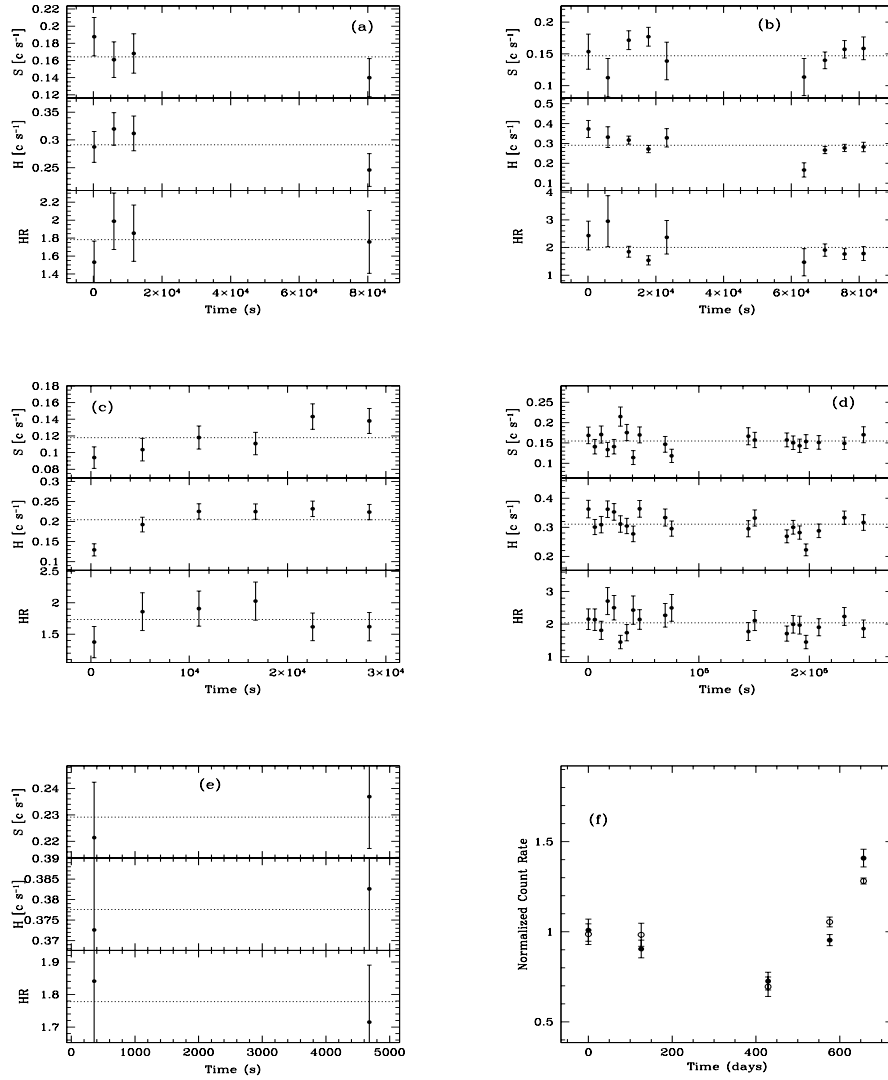 (a)
S [c s⁻¹]
0.22
0.2
0.18
0.16
0.14
0.12
H [c s⁻¹]
0.35
0.3
0.25
HR
2.2
2
1.8
1.6
1.4
0 2×10⁴ 4×10⁴ 6×10⁴ 8×10⁴
Time (s)
(b)
S [c s⁻¹]
0.2
0.15
0.1
H [c s⁻¹]
0.5
0.4
0.3
0.2
0.1
HR
4
3
2
1
0 2×10⁴ 4×10⁴ 6×10⁴ 8×10⁴
Time (s)
(c)
S [c s⁻¹]
0.18
0.16
0.14
0.12
0.1
0.08
H [c s⁻¹]
0.3
0.25
0.2
0.15
0.1
HR
2.5
2
1.5
0 10⁴ 2×10⁴ 3×10⁴
Time (s)
(d)
S [c s⁻¹]
0.25
0.2
0.15
0.1
H [c s⁻¹]
0.4
0.3
0.2
HR
3
2
1
0 10⁵ 2×10⁵
Time (s)
(e)
S [c s⁻¹]
0.24
0.23
0.22
H [c s⁻¹]
0.39
0.385
0.38
0.375
0.37
HR
1.9
1.8
1.7
0 1000 2000 3000 4000 5000
Time (s)
(f)
Normalized Count Rate
1.5
1
0.5
0 200 400 600
Time (days)